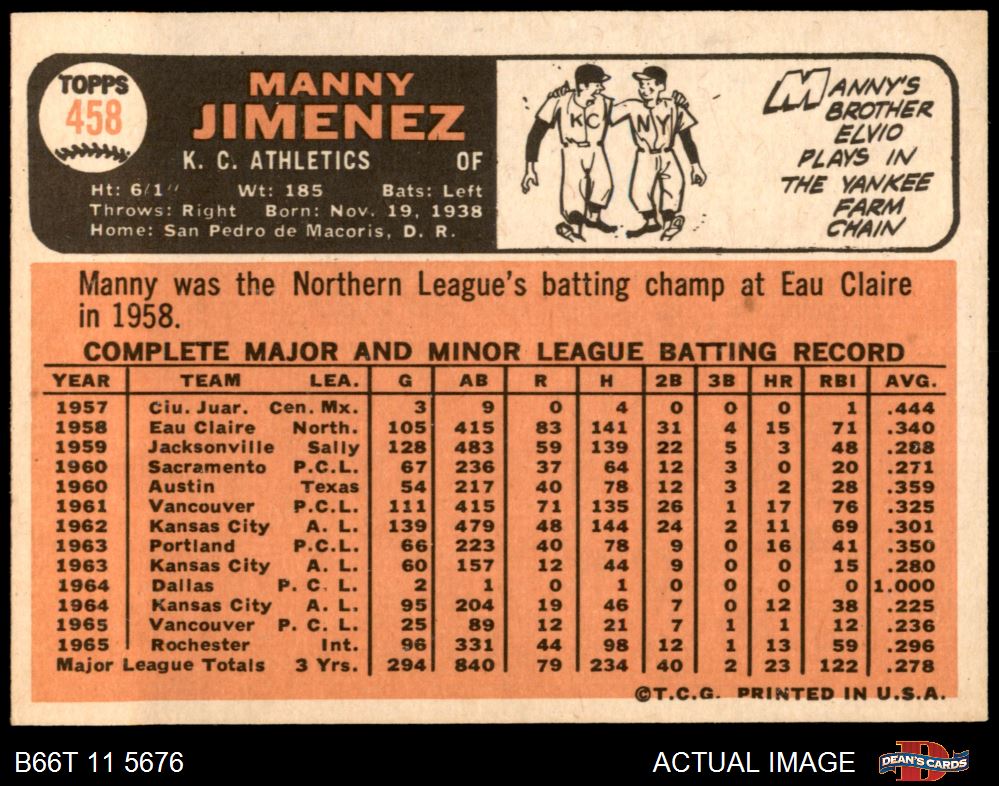 TOPPS
458
MANNY
JIMENEZ
K. C. ATHLETICS OF
Ht: 6/1" Wt: 185 Bats: Left
Throws: Right Born: Nov. 19, 1938
Home: San Pedro de Macoris, D. R.
KC
NY
MANNY'S
BROTHER
ELVIO
PLAYS IN
THE YANKEE
FARM
CHAIN
Manny was the Northern League's batting champ at Eau Claire
in 1958.
COMPLETE MAJOR AND MINOR LEAGUE BATTING RECORD
YEAR TEAM LEA. G AB R H 2B 3B HR RBI AVG.
1957 Ciu. Juar. Cen. Mx. 3 9 0 4 0 0 0 1 .444
1958 Eau Claire North. 105 415 83 141 31 4 15 71 .340
1959 Jacksonville Sally 128 483 59 139 22 5 3 48 .288
1960 Sacramento P.C.L. 67 236 37 64 12 3 0 20 .271
1960 Austin Texas 54 217 40 78 12 3 2 28 .359
1961 Vancouver P.C.L. 111 415 71 135 26 1 17 76 .325
1962 Kansas City A. L. 139 479 48 144 24 2 11 69 .301
1963 Portland P.C.L. 66 223 40 78 9 0 16 41 .350
1963 Kansas City A. L. 60 157 12 44 9 0 0 15 .280
1964 Dallas P. C. L. 2 1 0 1 0 0 0 0 1.000
1964 Kansas City A. L. 95 204 19 46 7 0 12 38 .225
1965 Vancouver P. C. L. 25 89 12 21 7 1 1 12 .236
1965 Rochester Int. 96 331 44 98 12 1 13 59 .296
Major League Totals 3 Yrs. 294 840 79 234 40 2 23 122 .278
©T.C.G. PRINTED IN U.S.A.
B66T 11 5676 ACTUAL IMAGE
D
DEAN'S CARDS